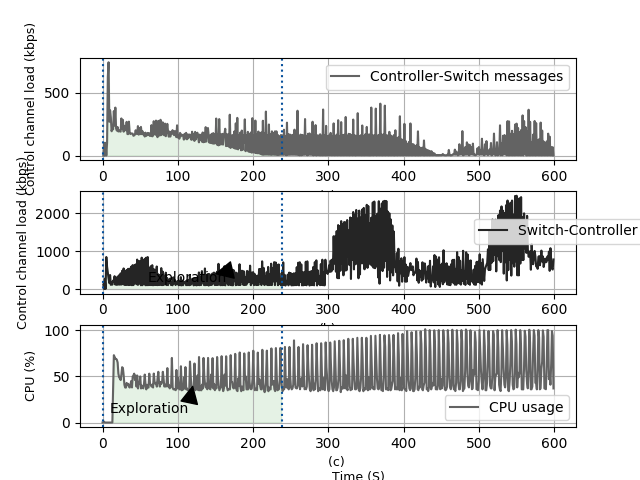 Control channel load (kbps)
Controller-Switch messages
500
0
0 100 200 300 400 500 600
Control channel load (kbps)
Switch-Controller
2000
1000
0
Exploration
0 100 200 300 400 500 600
CPU (%)
100
50
0
Exploration
CPU usage
0 100 200 300 400 500 600
(c)
Time (S)